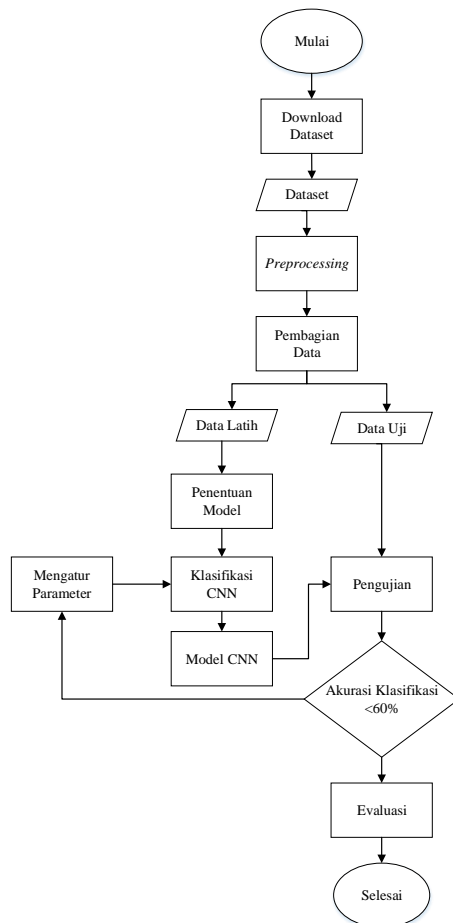 Mulai
Download
Dataset
Dataset
Preprocessing
Pembagian
Data
Data Latih
Data Uji
Penentuan
Model
Mengatur
Parameter
Klasifikasi
CNN
Pengujian
Model CNN
Akurasi Klasifikasi
<60%
Evaluasi
Selesai